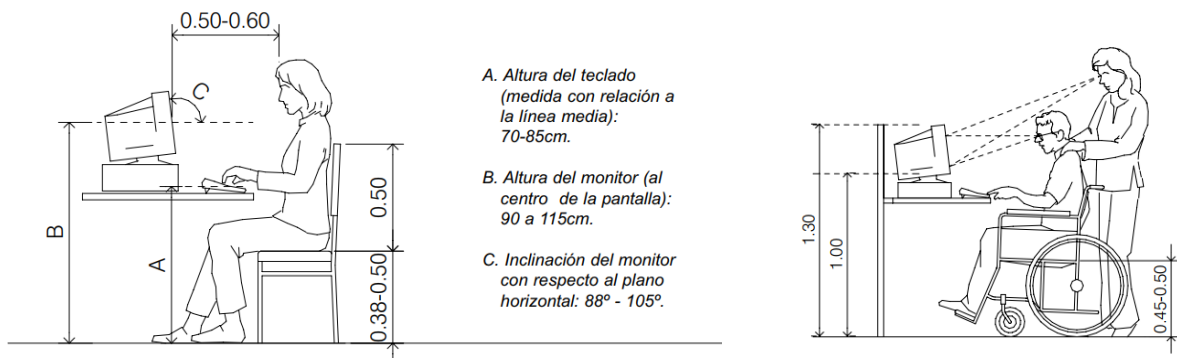 0.50-0.60
C
B
A
0.50
0.38-0.50
A. Altura del teclado
(medida con relación a
la línea media):
70-85cm.
B. Altura del monitor (al
centro de la pantalla):
90 a 115cm.
C. Inclinación del monitor
con respecto al plano
horizontal: 88º - 105º.
1.30
1.00
0.45-0.50